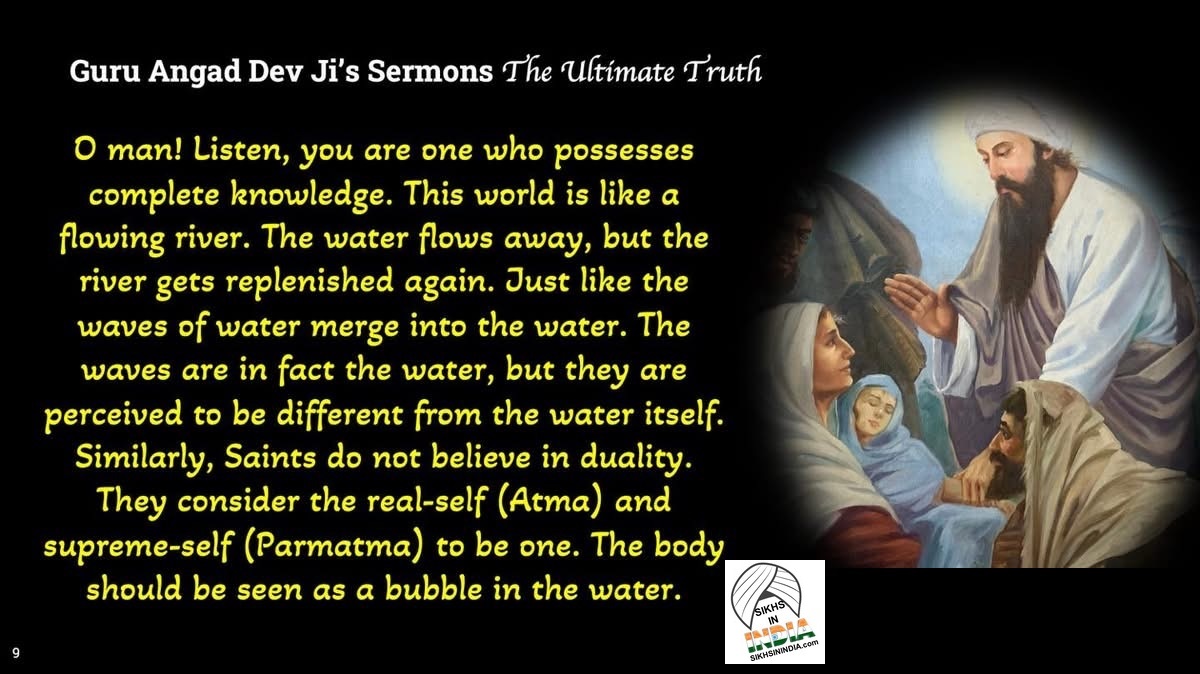 Guru Angad Dev Ji’s Sermons The Ultimate Truth
O man! Listen, you are one who possesses
complete knowledge. This world is like a
flowing river. The water flows away, but the
river gets replenished again. Just like the
waves of water merge into the water. The
waves are in fact the water, but they are
perceived to be different from the water itself.
Similarly, Saints do not believe in duality.
They consider the real-self (Atma) and
supreme-self (Parmatma) to be one. The body
should be seen as a bubble in the water.
SIKHS
IN
INDIA
SIKHSININDIA.com
9